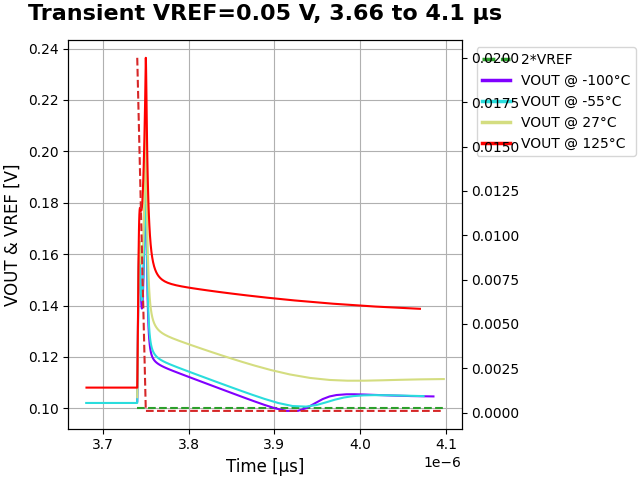 Transient VREF=0.05 V, 3.66 to 4.1 µs
VOUT & VREF [V]
0.24
0.22
0.20
0.18
0.16
0.14
0.12
0.10
3.7
3.8
3.9
4.0
4.1
1e−6
Time [µs]
0.0200
0.0175
0.0150
0.0125
0.0100
0.0075
0.0050
0.0025
0.0000
2*VREF
VOUT @ -100°C
VOUT @ -55°C
VOUT @ 27°C
VOUT @ 125°C